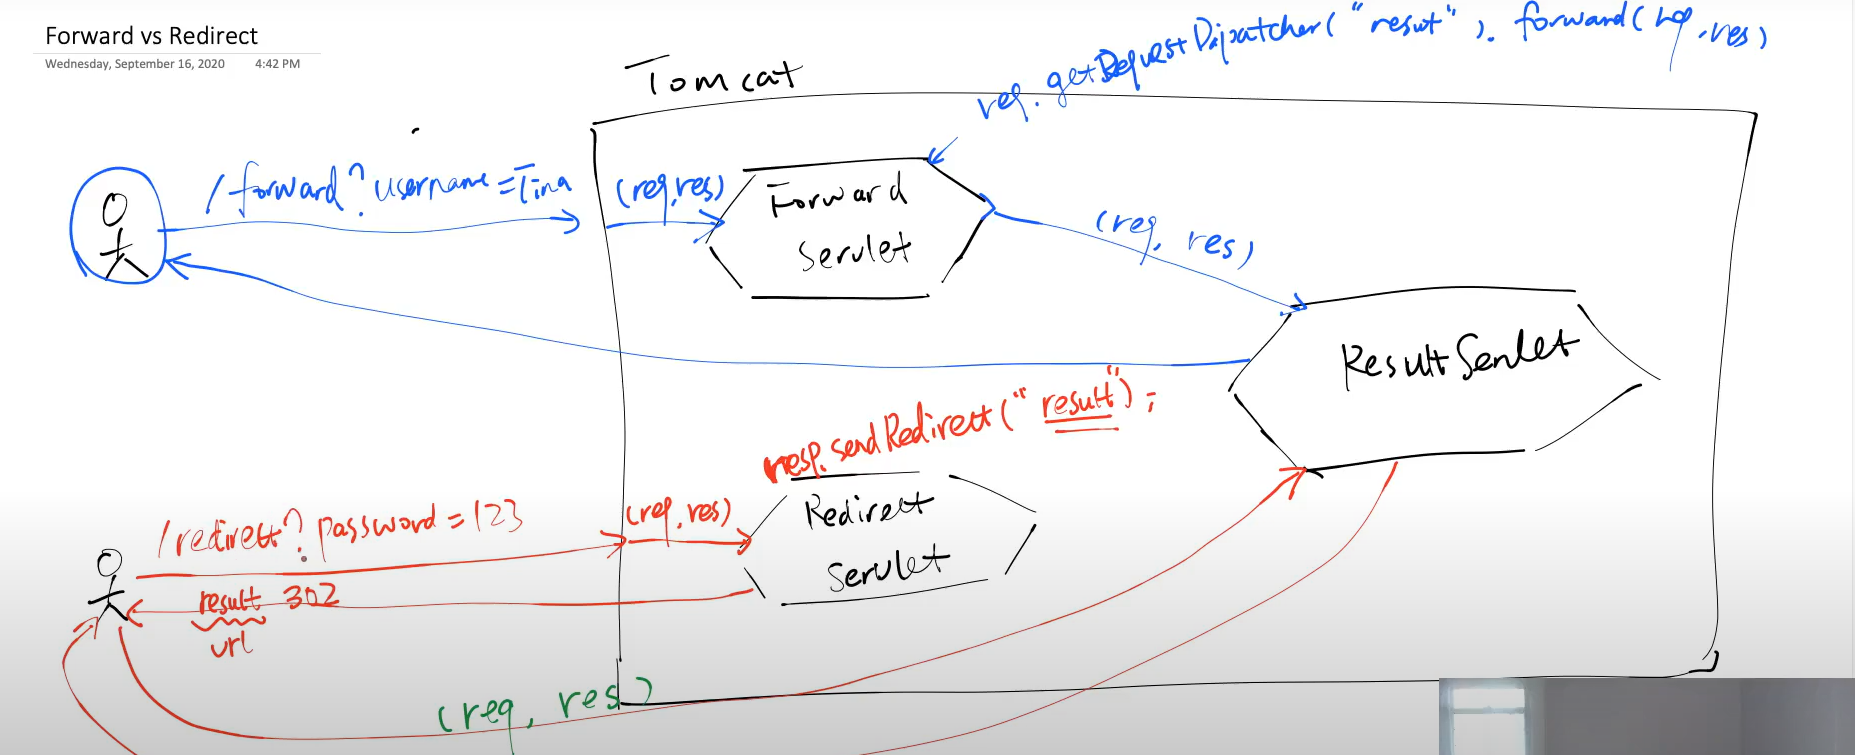 Forward vs Redirect
Wednesday, September 16, 2020 4:42 PM
Tomcat
req.getRequestDispatcher("result").forward(req,res)
/forward?username=Tina
(req,res)
Forward
Servlet
(req, res)
Result Servlet
resp.sendRedirect("result");
/redirect?password=123
(req,res)
Redirect
Servlet
result 302
url
(req, res)